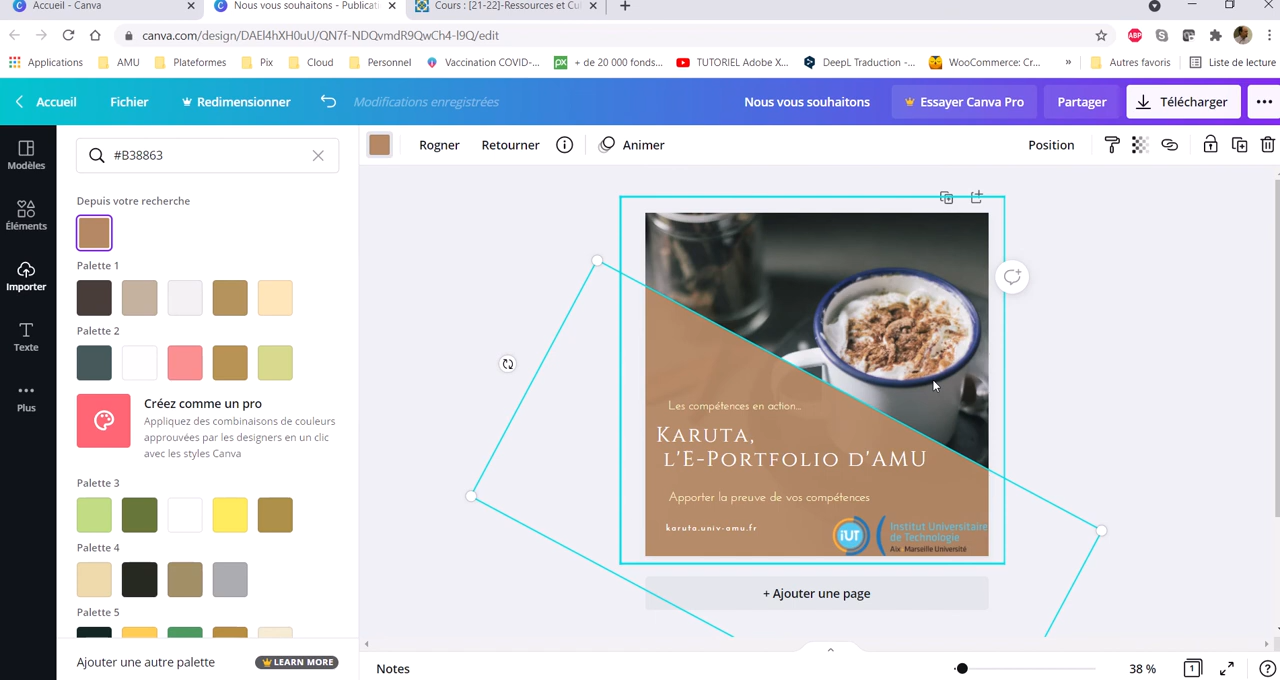 Accueil - Canva
Nous vous souhaitons - Publicati
Cours : [21-22]-Ressources et Cul
canva.com/design/DAEl4hXH0uU/QN7f-NDQvmdR9QwCh4-l9Q/edit
Applications AMU Plateformes Pix Cloud Personnel Vaccination COVID-... + de 20 000 fonds... TUTORIEL Adobe X... DeepL Traduction -... WooCommerce: Cr... » Autres favoris Liste de lecture
Accueil Fichier Redimensionner Modifications enregistrées Nous vous souhaitons Essayer Canva Pro Partager Télécharger
Rogner Retourner Animer Position
#B38863
Modèles
Éléments
Importer
Texte
Plus
Depuis votre recherche
Palette 1
Palette 2
Créez comme un pro
Appliquez des combinaisons de couleurs
approuvées par les designers en un clic
avec les styles Canva
Palette 3
Palette 4
Palette 5
Ajouter une autre palette LEARN MORE
Les compétences en action...
Karuta,
l'E-Portfolio d'AMU
Apporter la preuve de vos compétences
karuta.univ-amu.fr
iUT
Institut Universitaire
de Technologie
Aix*Marseille Université
+ Ajouter une page
Notes
38 %
1